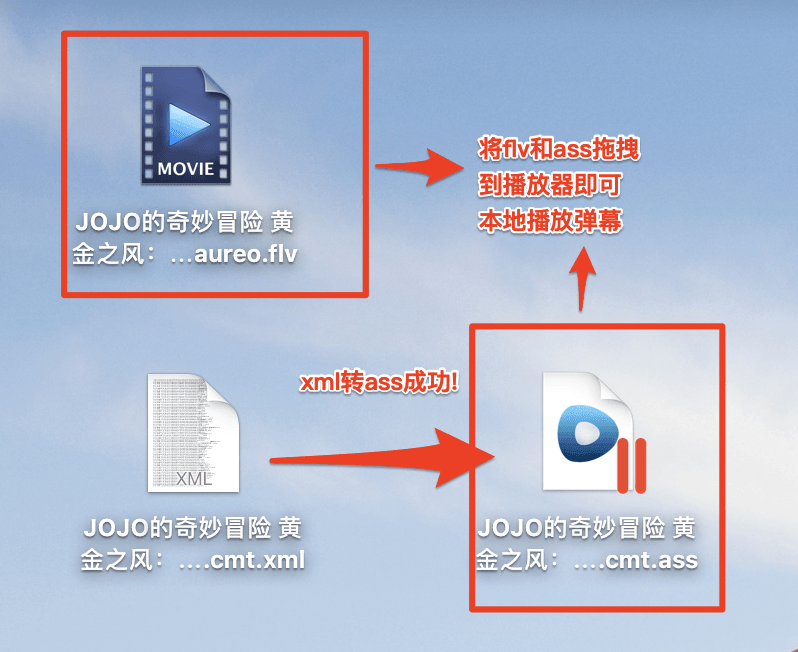 MOVIE
JOJO的奇妙冒险 黄
金之风：…aureo.flv
将flv和ass拖拽
到播放器即可
本地播放弹幕
xml转ass成功!
XML
JOJO的奇妙冒险 黄
金之风：….cmt.xml
JOJO的奇妙冒险 黄
金之风：….cmt.ass